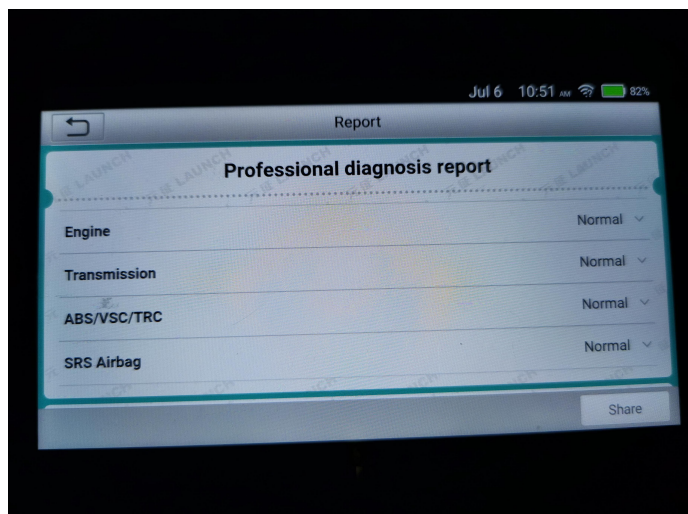 Jul 6 10:51 AM 82%
Report
Professional diagnosis report
Engine Normal
Transmission Normal
ABS/VSC/TRC Normal
SRS Airbag Normal
Share
LAUNCH